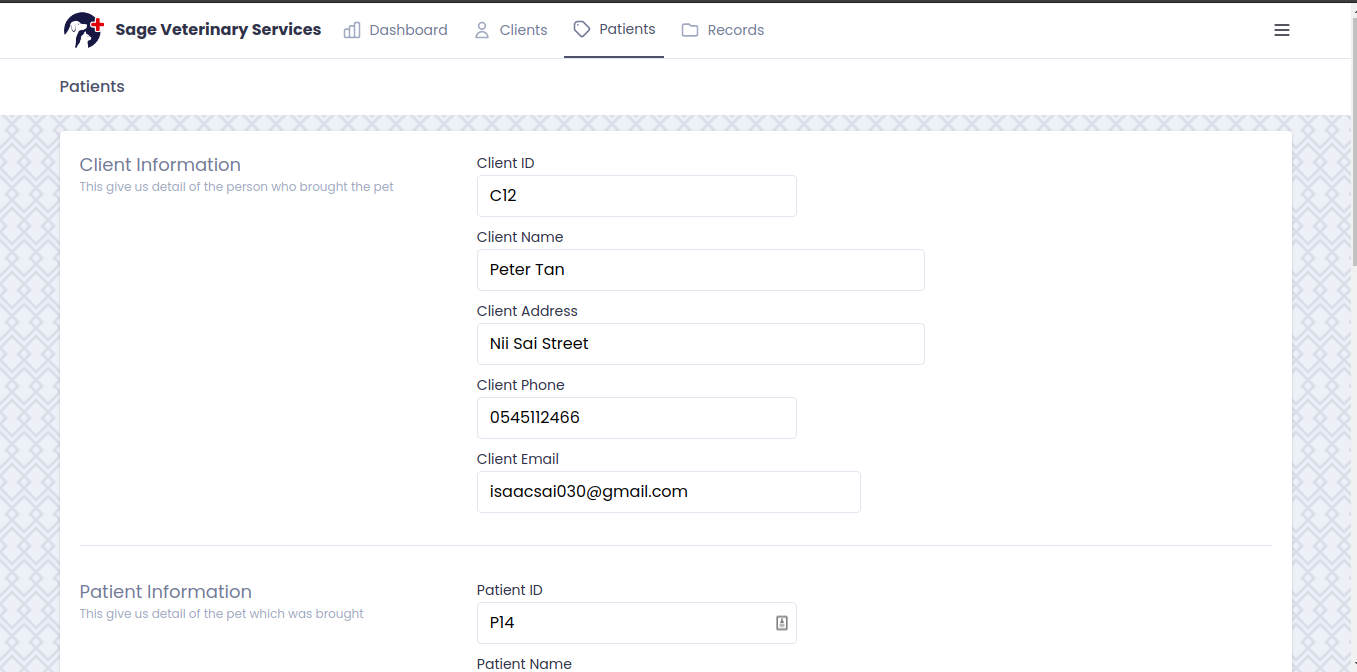 Sage Veterinary Services Dashboard Clients Patients Records
Patients
Client Information
This give us detail of the person who brought the pet
Client ID
C12
Client Name
Peter Tan
Client Address
Nii Sai Street
Client Phone
0545112466
Client Email
isaacsai030@gmail.com
Patient Information
This give us detail of the pet which was brought
Patient ID
P14
Patient Name